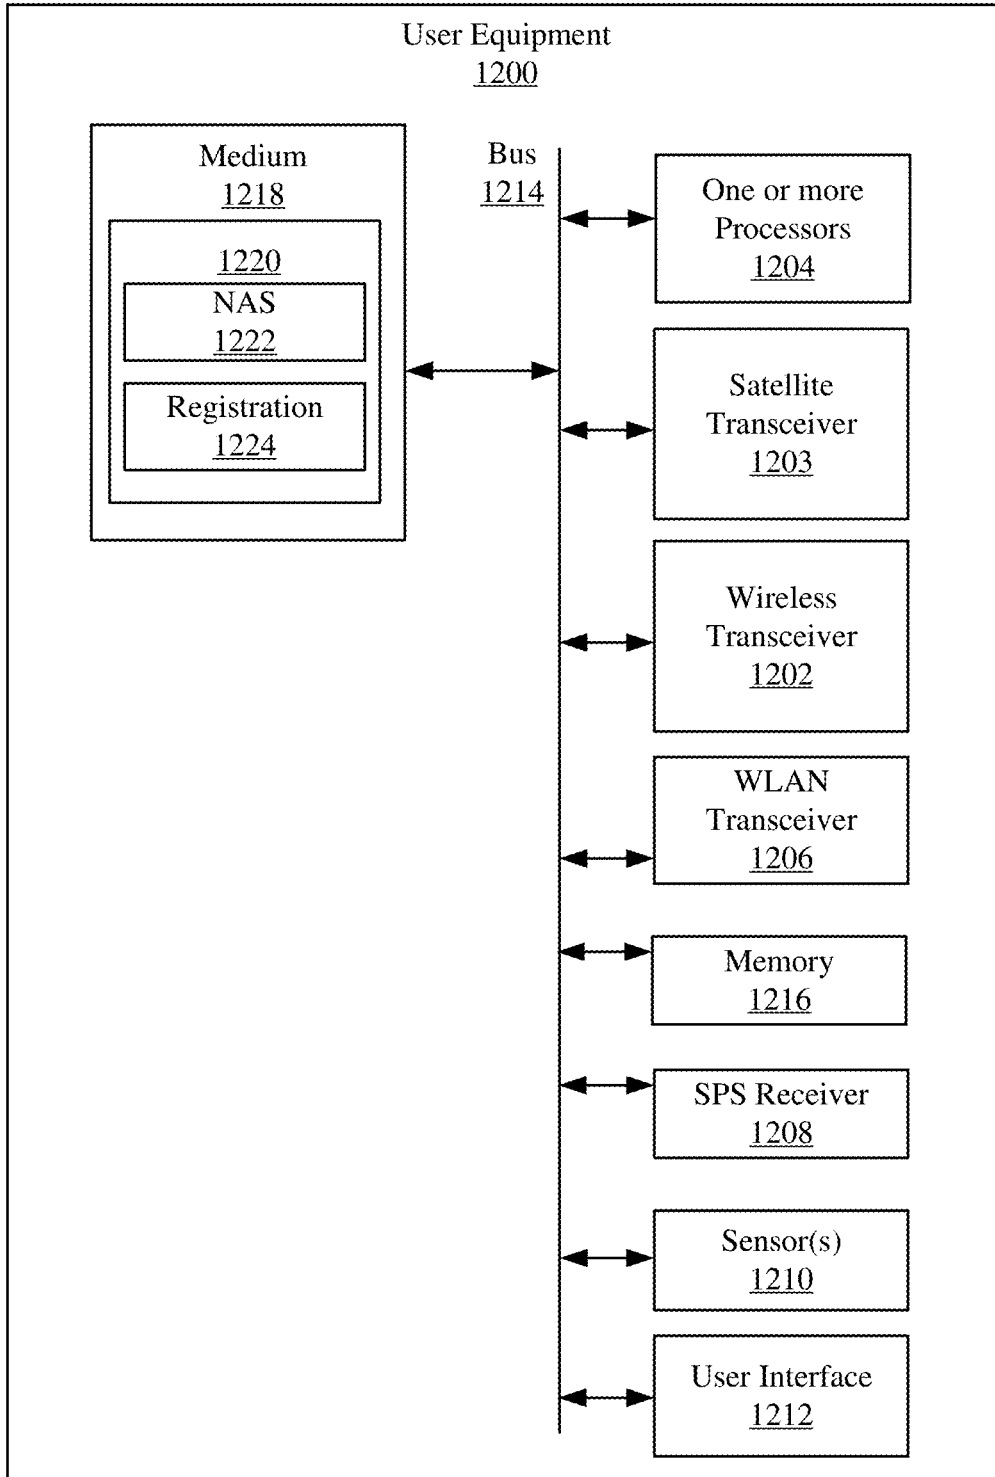 User Equipment
1200
Medium
1218
1220
NAS
1222
Registration
1224
Bus
1214
One or more
Processors
1204
Satellite
Transceiver
1203
Wireless
Transceiver
1202
WLAN
Transceiver
1206
Memory
1216
SPS Receiver
1208
Sensor(s)
1210
User Interface
1212